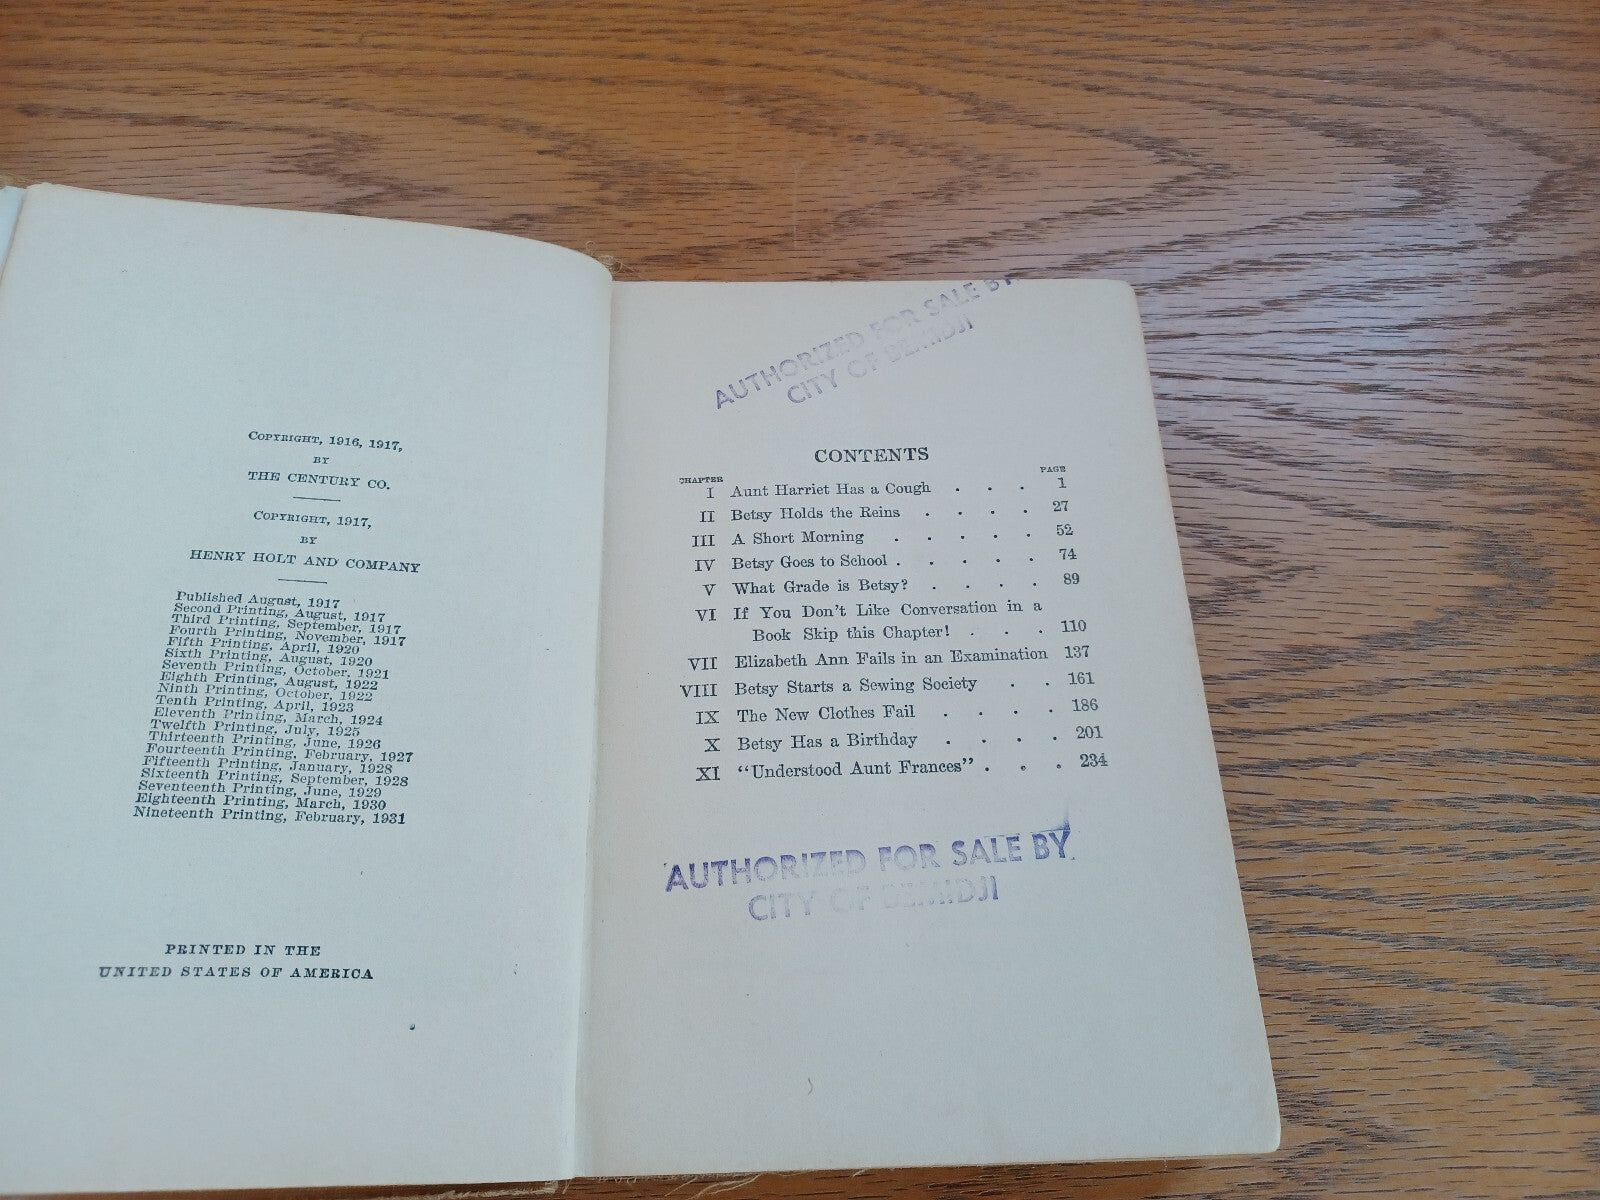 COPYRIGHT, 1916, 1917,
BY
THE CENTURY CO.
COPYRIGHT, 1917,
BY
HENRY HOLT AND COMPANY
Published August, 1917
Second Printing, August, 1917
Third Printing, September, 1917
Fourth Printing, November, 1917
Fifth Printing, April, 1920
Sixth Printing, August, 1920
Seventh Printing, October, 1921
Eighth Printing, August, 1922
Ninth Printing, October, 1922
Tenth Printing, April, 1923
Eleventh Printing, March, 1924
Twelfth Printing, July, 1925
Thirteenth Printing, June, 1926
Fourteenth Printing, February, 1927
Fifteenth Printing, January, 1928
Sixteenth Printing, September, 1928
Seventeenth Printing, June, 1929
Eighteenth Printing, March, 1930
Nineteenth Printing, February, 1931
PRINTED IN THE
UNITED STATES OF AMERICA
AUTHORIZED FOR SALE BY
CITY OF BEMIDJI
CONTENTS
CHAPTER PAGE
I Aunt Harriet Has a Cough . . . 1
II Betsy Holds the Reins . . . . 27
III A Short Morning . . . . . 52
IV Betsy Goes to School . . . . . 74
V What Grade is Betsy? . . . . 89
VI If You Don't Like Conversation in a
Book Skip this Chapter! . . . 110
VII Elizabeth Ann Fails in an Examination 137
VIII Betsy Starts a Sewing Society . . 161
IX The New Clothes Fail . . . . 186
X Betsy Has a Birthday . . . . 201
XI "Understood Aunt Frances" . . . 234
AUTHORIZED FOR SALE BY
CITY OF BEMIDJI